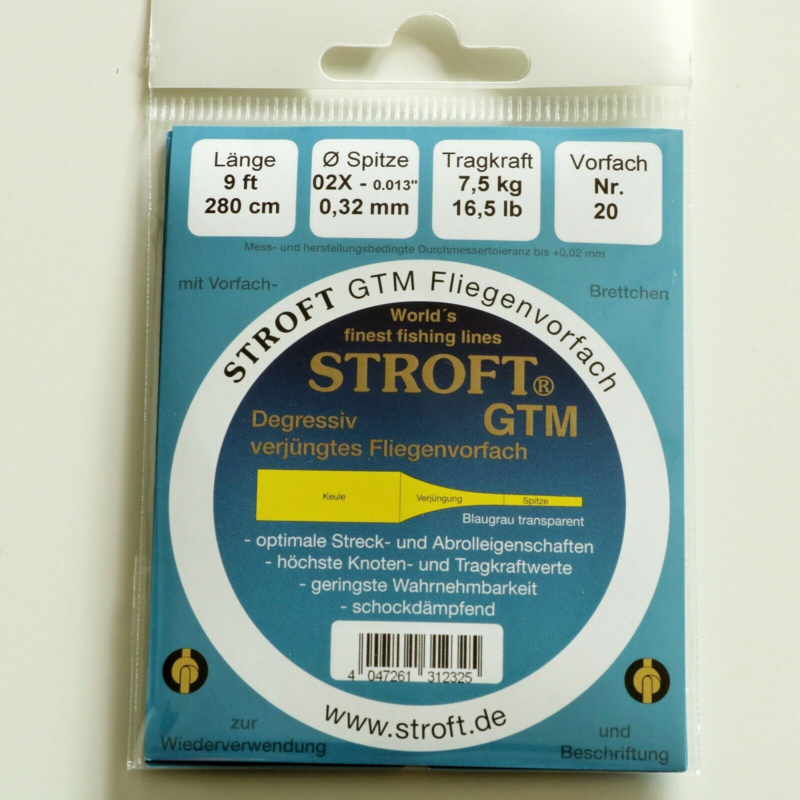 Länge
9 ft
280 cm
Ø Spitze
02X - 0.013"
0,32 mm
Tragkraft
7,5 kg
16,5 lb
Vorfach
Nr.
20
Mess- und herstellungsbedingte Durchmessertoleranz bis +0,02 mm
mit Vorfach-
Brettchen
STROFT GTM Fliegenvorfach
World´s
finest fishing lines
STROFT®
GTM
Degressiv
verjüngtes Fliegenvorfach
Keule
Verjüngung
Spitze
Blaugrau transparent
- optimale Streck- und Abrolleigenschaften
- höchste Knoten- und Tragkraftwerte
- geringste Wahrnehmbarkeit
- schockdämpfend
4 047261 312325
www.stroft.de
zur
Wiederverwendung
und
Beschriftung